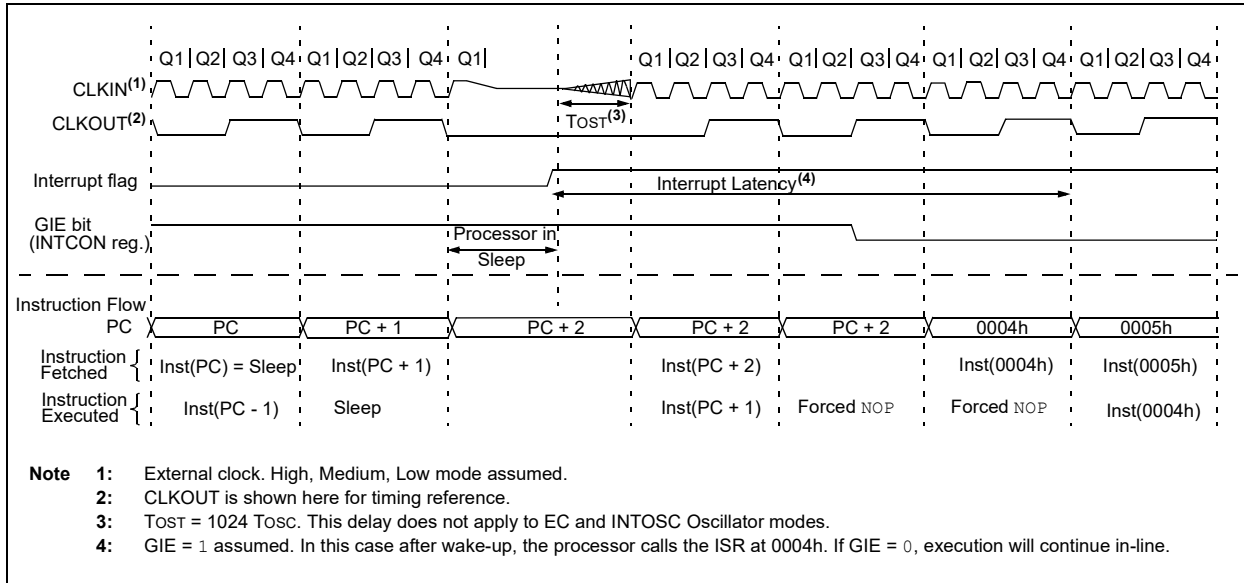 Q1 Q2 Q3 Q4 Q1 Q2 Q3 Q4 Q1 Q1 Q2 Q3 Q4 Q1 Q2 Q3 Q4 Q1 Q2 Q3 Q4 Q1 Q2 Q3 Q4
CLKIN(1)
CLKOUT(2)
TOST(3)
Interrupt flag
Interrupt Latency(4)
GIE bit
(INTCON reg.)
Processor in
Sleep
Instruction Flow
PC PC PC + 1 PC + 2 PC + 2 PC + 2 0004h 0005h
Instruction
Fetched
Inst(PC) = Sleep Inst(PC + 1) Inst(PC + 2) Inst(0004h) Inst(0005h)
Instruction
Executed
Inst(PC - 1) Sleep Inst(PC + 1) Forced NOP Forced NOP Inst(0004h)
Note 1: External clock. High, Medium, Low mode assumed.
2: CLKOUT is shown here for timing reference.
3: TOST = 1024 TOSC. This delay does not apply to EC and INTOSC Oscillator modes.
4: GIE = 1 assumed. In this case after wake-up, the processor calls the ISR at 0004h. If GIE = 0, execution will continue in-line.